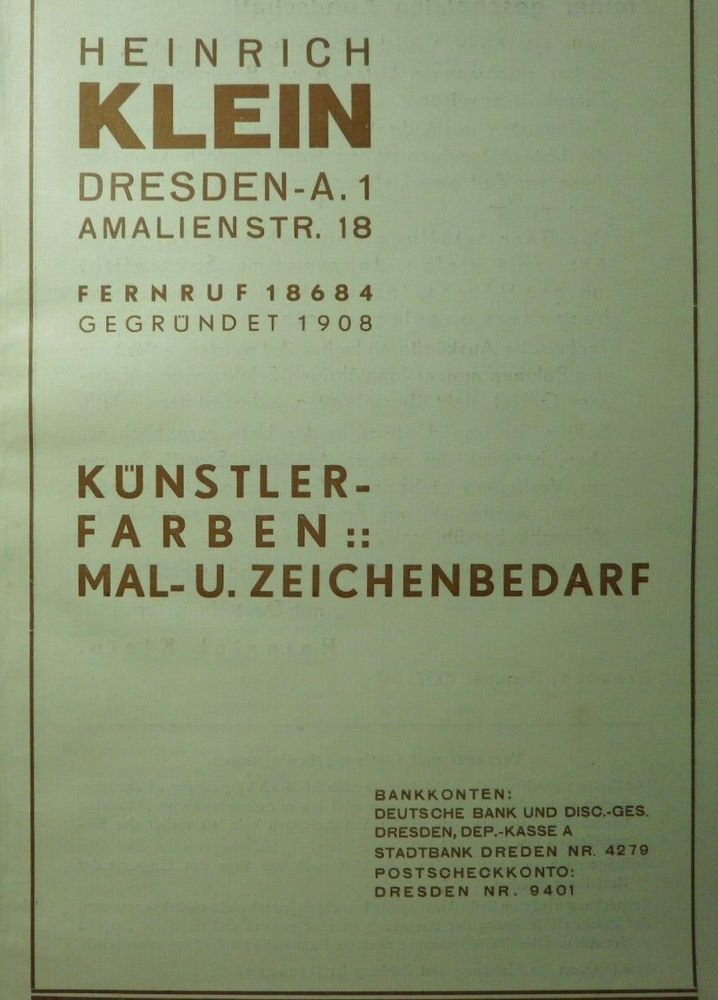 HEINRICH
KLEIN
DRESDEN-A. 1
AMALIENSTR. 18
FERNRUF 18684
GEGRÜNDET 1908
KÜNSTLER-
FARBEN ::
MAL- U. ZEICHENBEDARF
BANKKONTEN:
DEUTSCHE BANK UND DISC.-GES.
DRESDEN, DEP.-KASSE A
STADTBANK DREDEN NR. 4279
POSTSCHECKKONTO:
DRESDEN NR. 9401